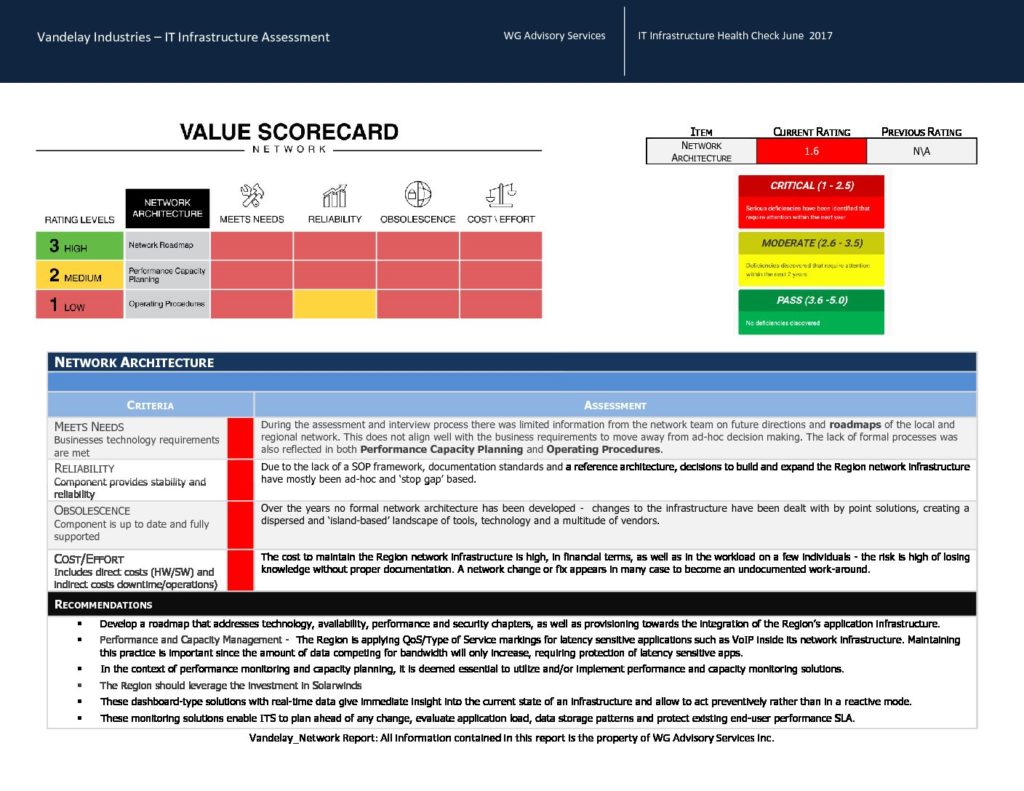 Vandelay Industries – IT Infrastructure Assessment
WG Advisory Services
IT Infrastructure Health Check June 2017
VALUE SCORECARD
NETWORK
RATING LEVELS
NETWORK
ARCHITECTURE
MEETS NEEDS
RELIABILITY
OBSOLESCENCE
COST \ EFFORT
3 HIGH
Network Roadmap
2 MEDIUM
Performance Capacity
Planning
1 LOW
Operating Procedures
ITEM
CURRENT RATING
PREVIOUS RATING
NETWORK
ARCHITECTURE
1.6
N\A
CRITICAL (1 - 2.5)
Serious deficiencies have been identified that
require attention within the next year
MODERATE (2.6 - 3.5)
Deficiencies discovered that require attention
within the next 2 years
PASS (3.6 -5.0)
No deficiencies discovered
NETWORK ARCHITECTURE
CRITERIA
ASSESSMENT
MEETS NEEDS
Businesses technology requirements
are met
During the assessment and interview process there was limited information from the network team on future directions and roadmaps of the local and
regional network. This does not align well with the business requirements to move away from ad-hoc decision making. The lack of formal processes was
also reflected in both Performance Capacity Planning and Operating Procedures.
RELIABILITY
Component provides stability and
reliability
Due to the lack of a SOP framework, documentation standards and a reference architecture, decisions to build and expand the Region network infrastructure
have mostly been ad-hoc and ‘stop gap’ based.
OBSOLESCENCE
Component is up to date and fully
supported
Over the years no formal network architecture has been developed - changes to the infrastructure have been dealt with by point solutions, creating a
dispersed and ‘island-based’ landscape of tools, technology and a multitude of vendors.
COST/EFFORT
Includes direct costs (HW/SW) and
indirect costs downtime/operations)
The cost to maintain the Region network infrastructure is high, in financial terms, as well as in the workload on a few individuals - the risk is high of losing
knowledge without proper documentation. A network change or fix appears in many case to become an undocumented work-around.
RECOMMENDATIONS
▪ Develop a roadmap that addresses technology, availability, performance and security chapters, as well as provisioning towards the integration of the Region's application infrastructure.
▪ Performance and Capacity Management - The Region is applying QoS/Type of Service markings for latency sensitive applications such as VoIP inside its network infrastructure. Maintaining
this practice is important since the amount of data competing for bandwidth will only increase, requiring protection of latency sensitive apps.
▪ In the context of performance monitoring and capacity planning, it is deemed essential to utilize and/or implement performance and capacity monitoring solutions.
▪ The Region should leverage the investment in Solarwinds
▪ These dashboard-type solutions with real-time data give immediate insight into the current state of an infrastructure and allow to act preventively rather than in a reactive mode.
▪ These monitoring solutions enable ITS to plan ahead of any change, evaluate application load, data storage patterns and protect existing end-user performance SLA.
Vandelay_Network Report: All information contained in this report is the property of WG Advisory Services Inc.